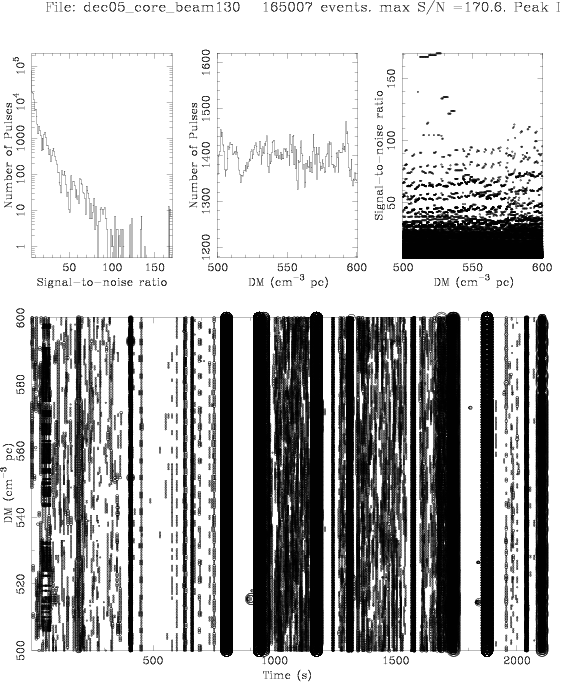 File: dec05_core_beam130 165007 events. max S/N =170.6. Peak
Number of Pulses
10^5
10^4
1000
100
10
1
50 100 150
Signal-to-noise ratio
Number of Pulses
1600
1500
1400
1300
1200
500 550 600
DM (cm^-3 pc)
Signal-to-noise ratio
150
100
50
500 550 600
DM (cm^-3 pc)
DM (cm^-3 pc)
600
580
560
540
520
500
500 1000 1500 2000
Time (s)